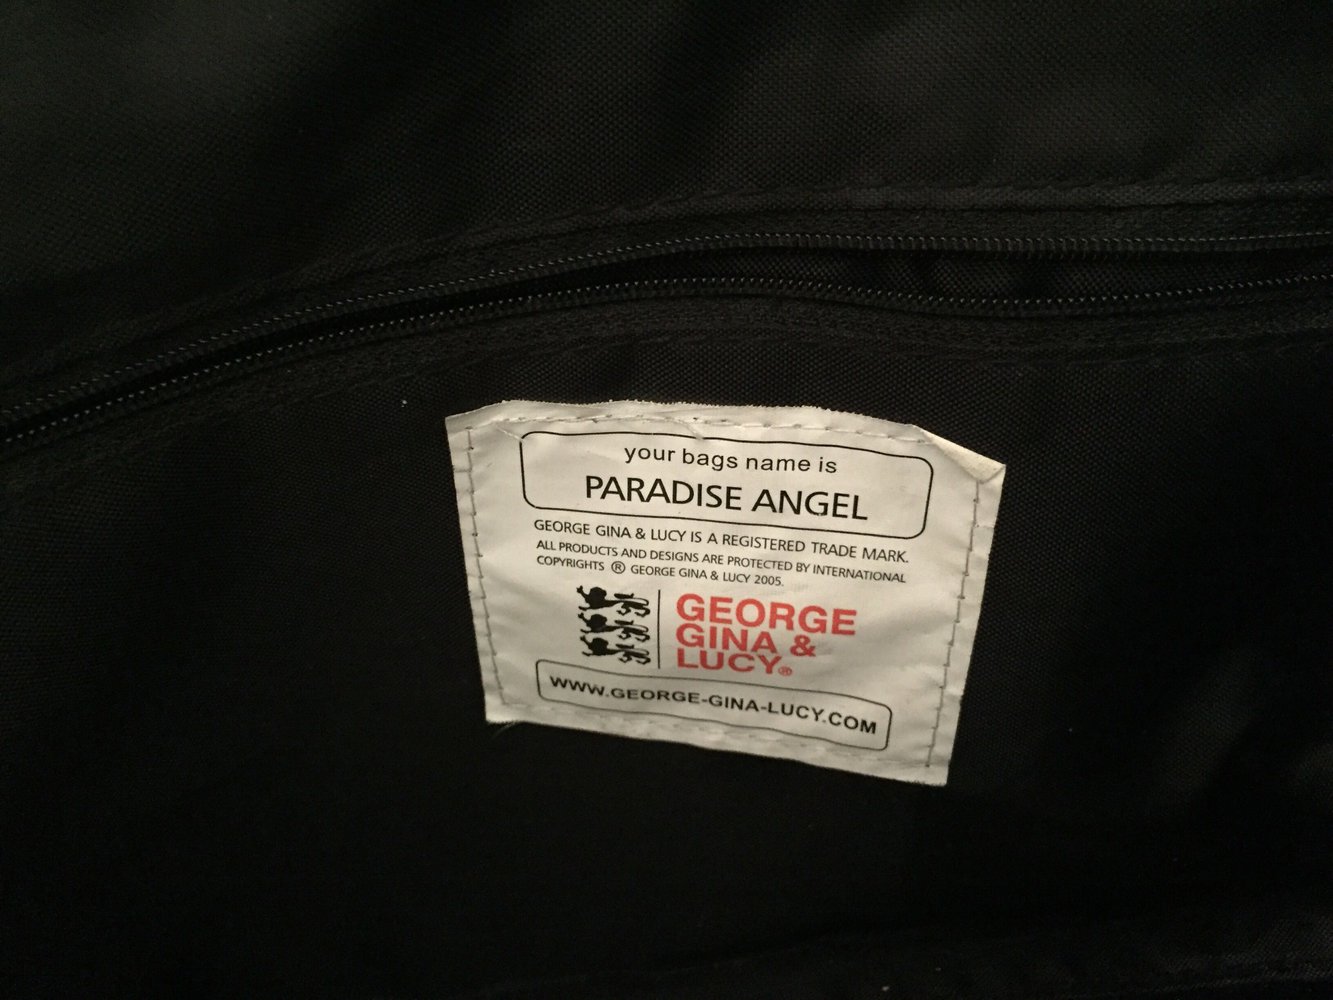 your bags name is
PARADISE ANGEL
GEORGE GINA & LUCY IS A REGISTERED TRADE MARK.
ALL PRODUCTS AND DESIGNS ARE PROTECTED BY INTERNATIONAL
COPYRIGHTS ® GEORGE GINA & LUCY 2005.
GEORGE
GINA &
LUCY®
WWW.GEORGE-GINA-LUCY.COM